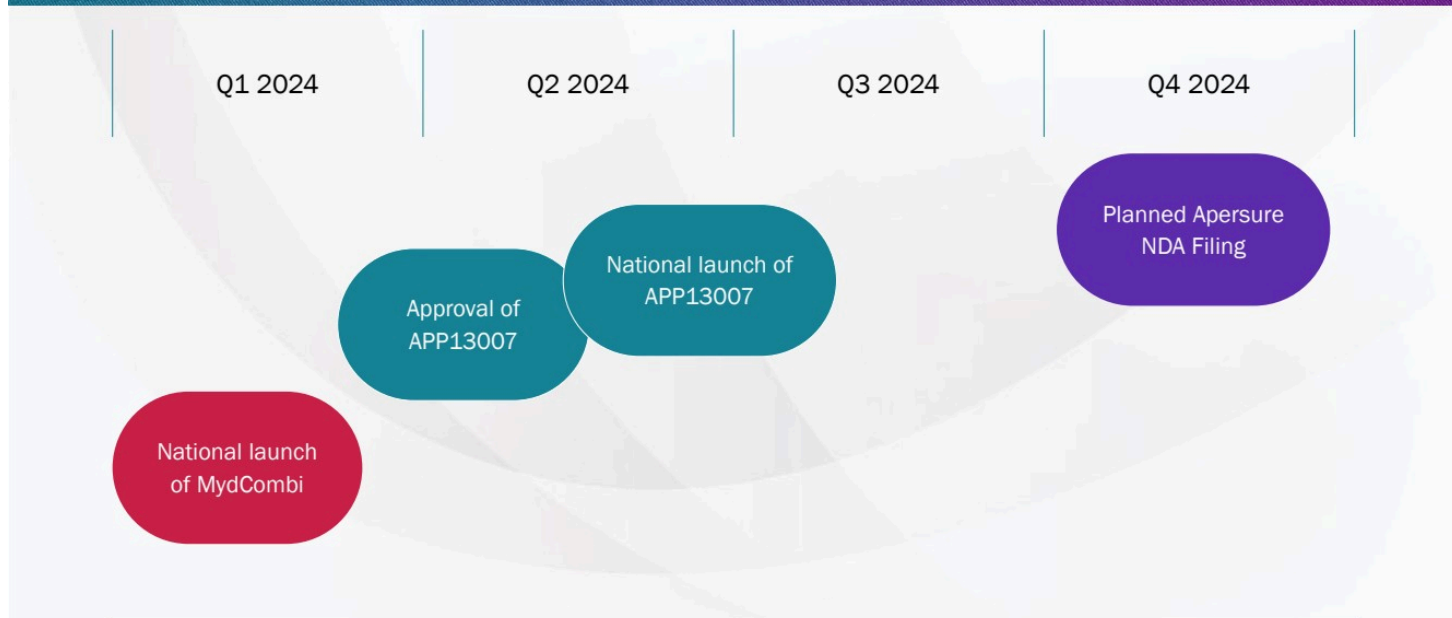 Q1 2024
Q2 2024
Q3 2024
Q4 2024
Planned Apersure
NDA Filing
National launch of
APP13007
Approval of
APP13007
National launch
of MydCombi